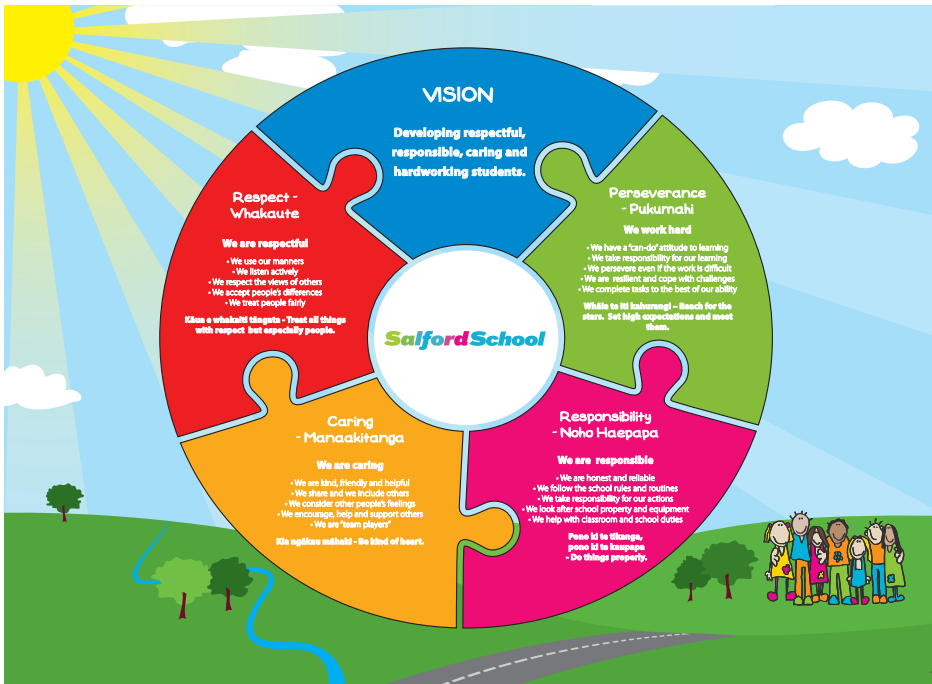 VISION
Developing respectful,
responsible, caring and
hardworking students.
Respect -
Whakaute
We are respectful
• We use our manners
• We listen actively
• We respect the views of others
• We accept people's differences
• We treat people fairly
Kāua e whakaiti tāngata - Treat all things
with respect but especially people.
Perseverance
- Pukumahi
We work hard
• We have a "can-do" attitude to learning
• We take responsibility for our learning
• We persevere even if the work is difficult
• We are resilient and cope with challenges
• We complete tasks to the best of our ability
Whāia te iti kahurangi – Reach for the
stars. Set high expectations and meet
them.
Salford School
Caring
- Manaakitanga
We are caring
• We are kind, friendly and helpful
• We share and we include others
• We consider other people's feelings
• We encourage, help and support others
• We are "team players"
Kia ngākau māhaki - Be kind of heart.
Responsibility
- Noho Haepapa
We are responsible
• We are honest and reliable
• We follow the school rules and routines
• We take responsibility for our actions
• We look after school property and equipment
• We help with classroom and school duties
Pono ki te tikanga,
pono ki te kaupapa
- Do things properly.